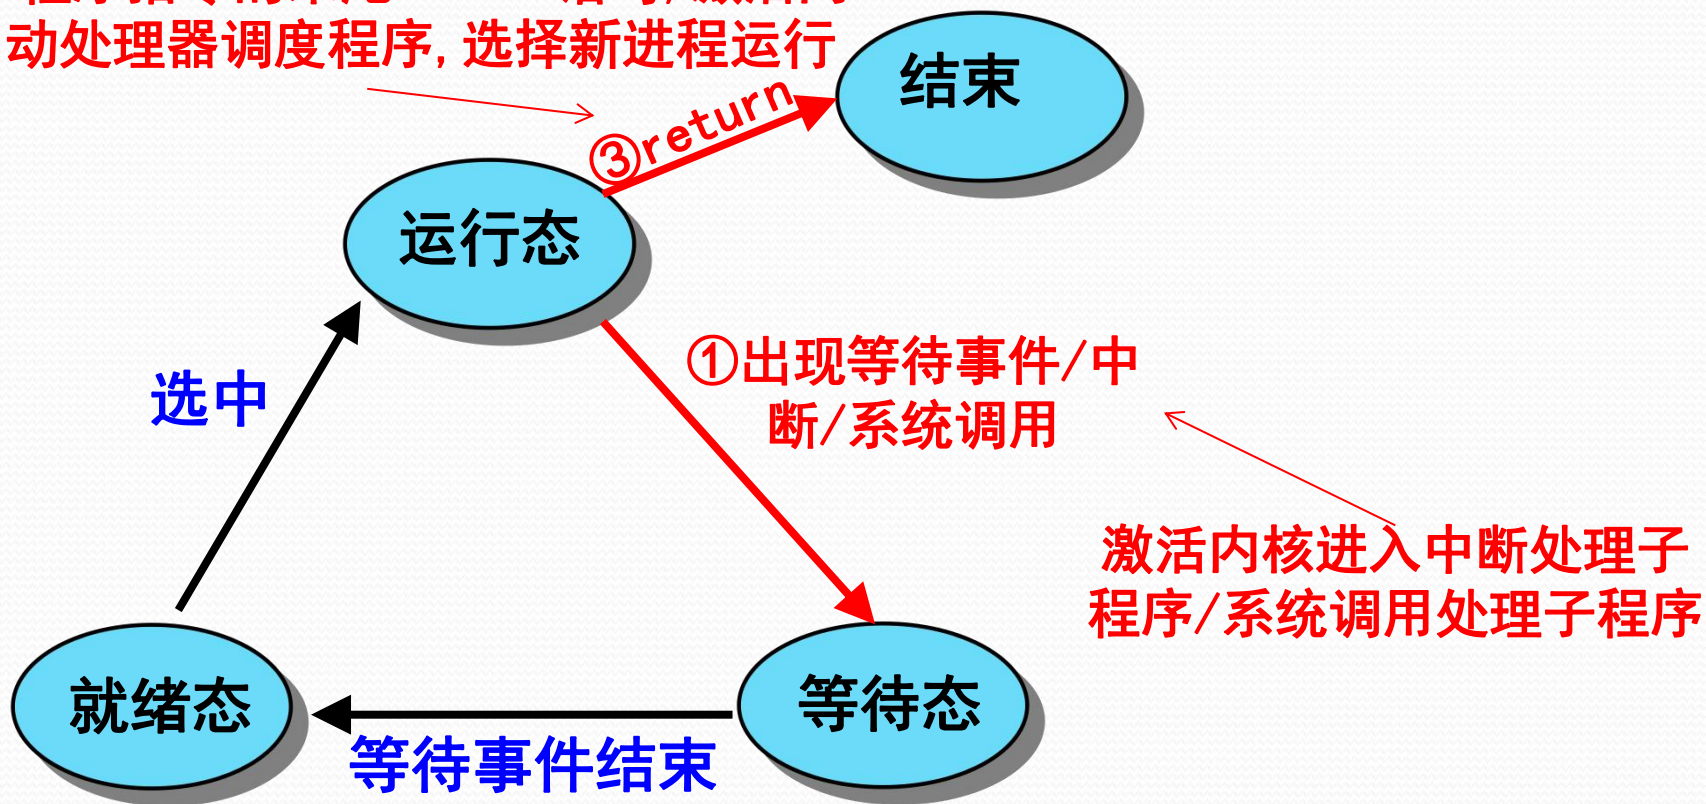 动处理器调度程序,选择新进程运行
结束
③return
运行态
①出现等待事件/中
断/系统调用
选中
激活内核进入中断处理子
程序/系统调用处理子程序
就绪态
等待态
等待事件结束